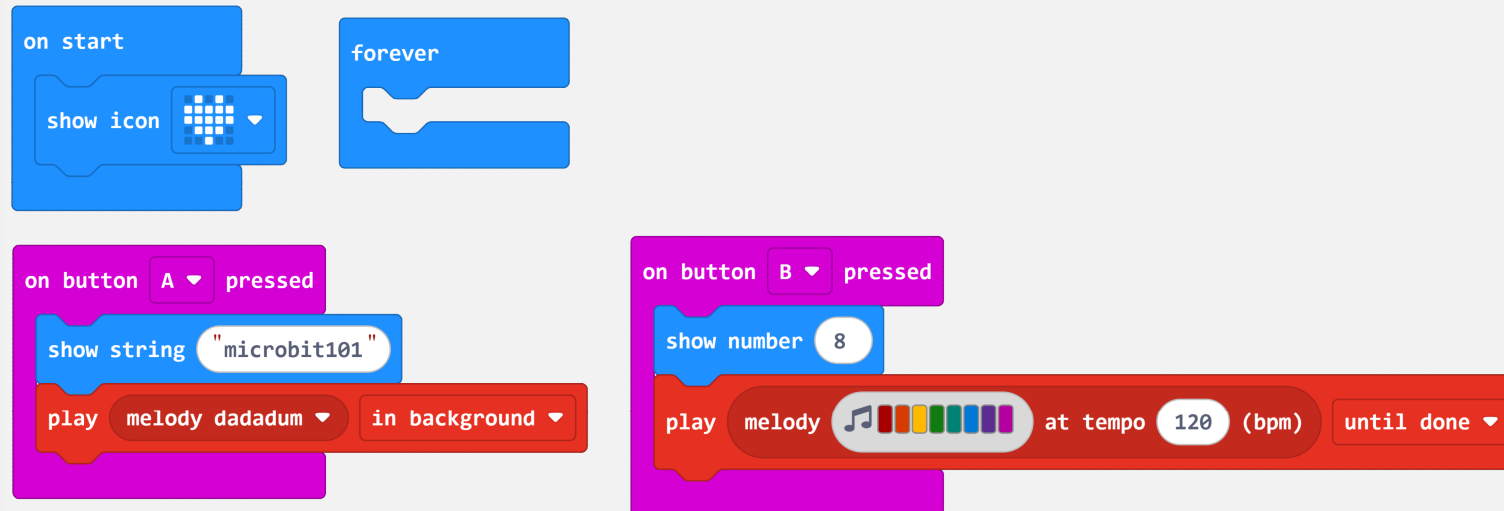 on start
show icon
forever
on button A pressed
show string "microbit101"
play melody dadadum in background
on button B pressed
show number 8
play melody at tempo 120 (bpm) until done